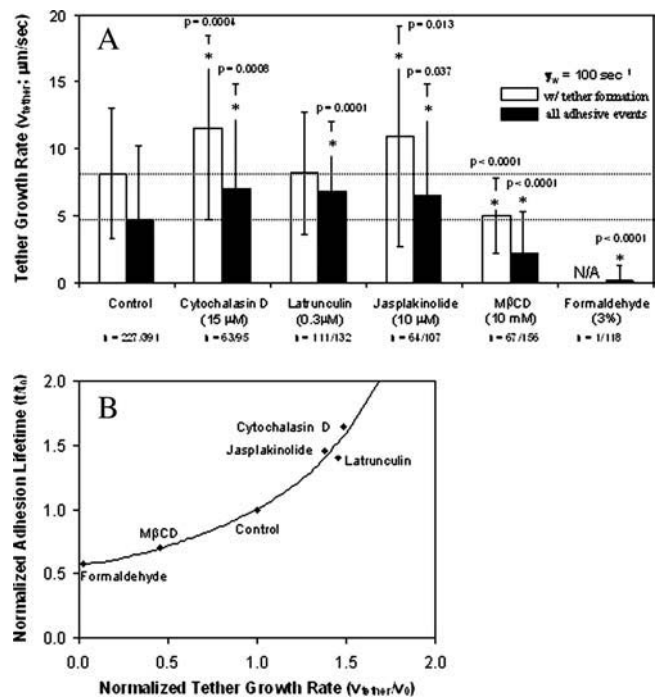 A
Tether Growth Rate (Vtether; µm/sec)
20
15
10
5
0
p = 0.0004
p = 0.0008
p = 0.0002
p = 0.0001
p = 0.013
p = 0.037
γw = 100 sec⁻¹
w/ tether formation
all adhesive events
p < 0.0001
p < 0.0001
p < 0.0001
* * * * * * * *
N/A
Control Cytochalasin D Latrunculin Jasplakinolide MβCD Formaldehyde
(15 µM) (0.3µM) (10 µM) (10 mM) (3%)
n = 227/391 n = 63/95 n = 111/132 n = 64/107 n = 67/156 n = 1/118
B
Normalized Adhesion Lifetime (t/t0)
2.0
1.5
1.0
0.5
0.0
Cytochalasin D
Jasplakinolide
Latrunculin
Control
MβCD
Formaldehyde
0.0 0.5 1.0 1.5 2.0
Normalized Tether Growth Rate (Vtether/V0)